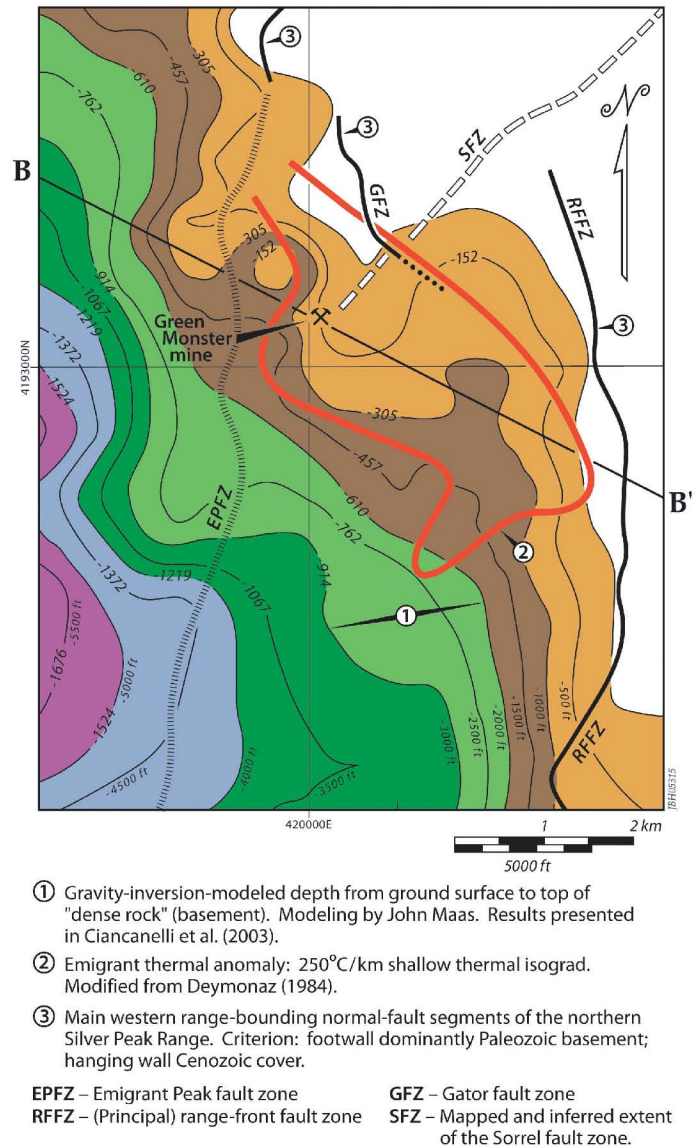 ③
-305
-457
-610
-762
③
SFZ
N
B
GFZ
RFFZ
-305
-152
-152
-914
-1067
1219
Green
Monster
mine
③
-1372
4193000N
-1524
-305
-457
B'
EPFZ
-610
-762
②
-1372
-1219
-914
-1067
①
-5500 ft
-1676
-5000 ft
-1524
-4500 ft
-4000 ft
-3500 ft
-3000 ft
-2500 ft
-2000 ft
-1500 ft
-1000 ft
-500 ft
RFFZ
JBH05315
420000E
1 2 km
5000 ft
① Gravity-inversion-modeled depth from ground surface to top of
"dense rock" (basement). Modeling by John Maas. Results presented
in Ciancanelli et al. (2003).
② Emigrant thermal anomaly: 250°C/km shallow thermal isograd.
Modified from Deymonaz (1984).
③ Main western range-bounding normal-fault segments of the northern
Silver Peak Range. Criterion: footwall dominantly Paleozoic basement;
hanging wall Cenozoic cover.
EPFZ – Emigrant Peak fault zone GFZ – Gator fault zone
RFFZ – (Principal) range-front fault zone SFZ – Mapped and inferred extent
of the Sorrel fault zone.